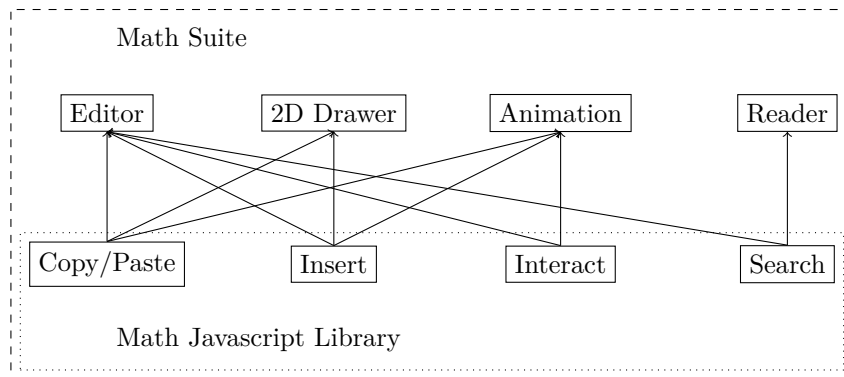 Math Suite
Editor
2D Drawer
Animation
Reader
Copy/Paste
Insert
Interact
Search
Math Javascript Library